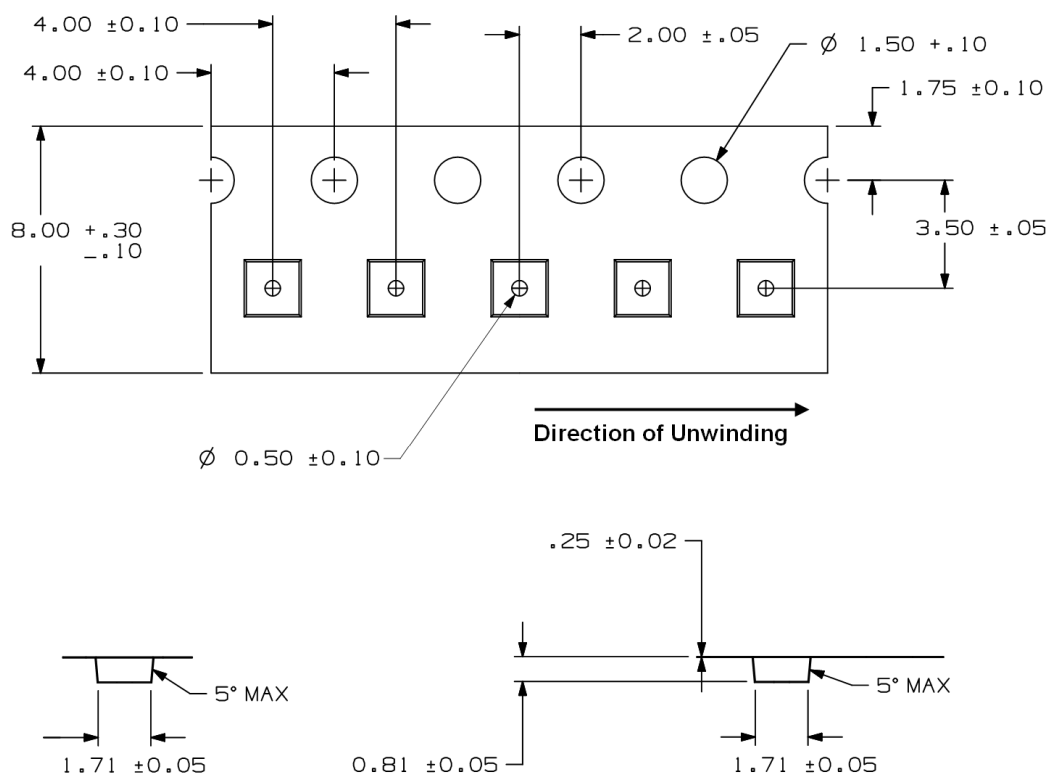 4.00 ±0.10
2.00 ±.05
Ø 1.50 +.10
4.00 ±0.10
1.75 ±0.10
8.00 +.30
-.10
3.50 ±.05
Direction of Unwinding
Ø 0.50 ±0.10
.25 ±0.02
5° MAX
5° MAX
1.71 ±0.05
0.81 ±0.05
1.71 ±0.05